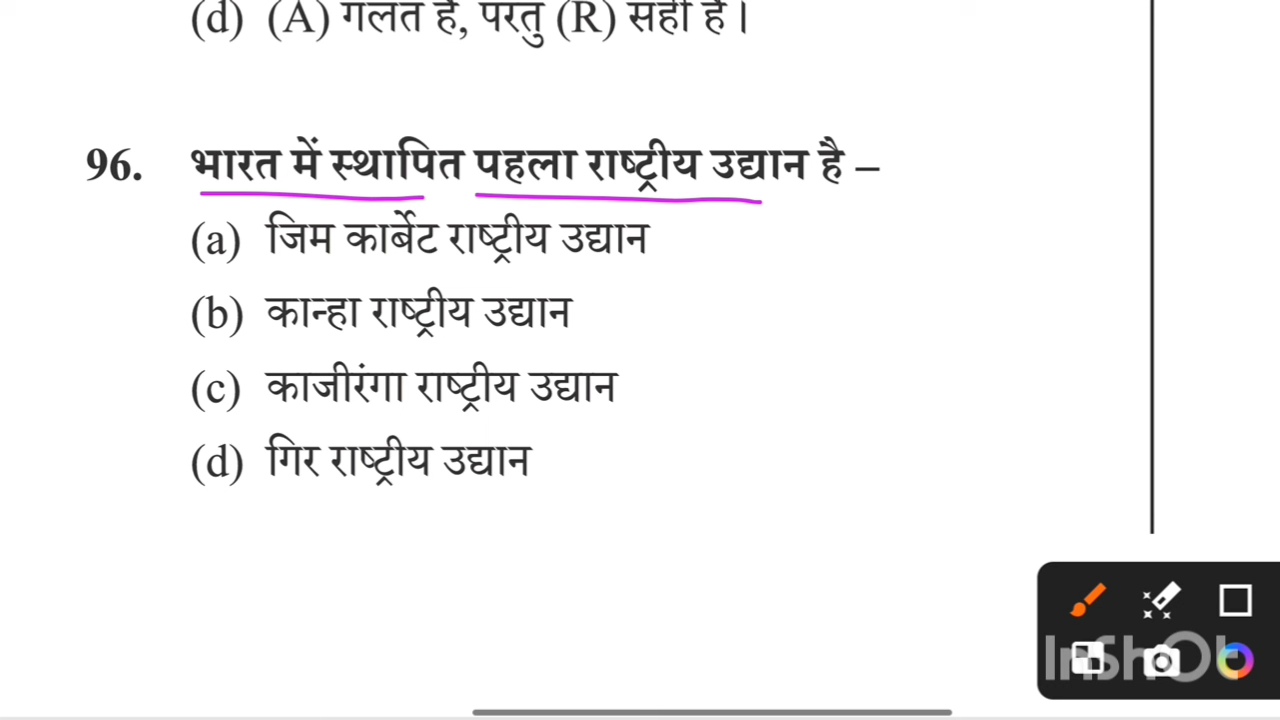 (d) (A) गलत है, परंतु (R) सही है।
96. भारत में स्थापित पहला राष्ट्रीय उद्यान है –
(a) जिम कार्बेट राष्ट्रीय उद्यान
(b) कान्हा राष्ट्रीय उद्यान
(c) काजीरंगा राष्ट्रीय उद्यान
(d) गिर राष्ट्रीय उद्यान
InShOt